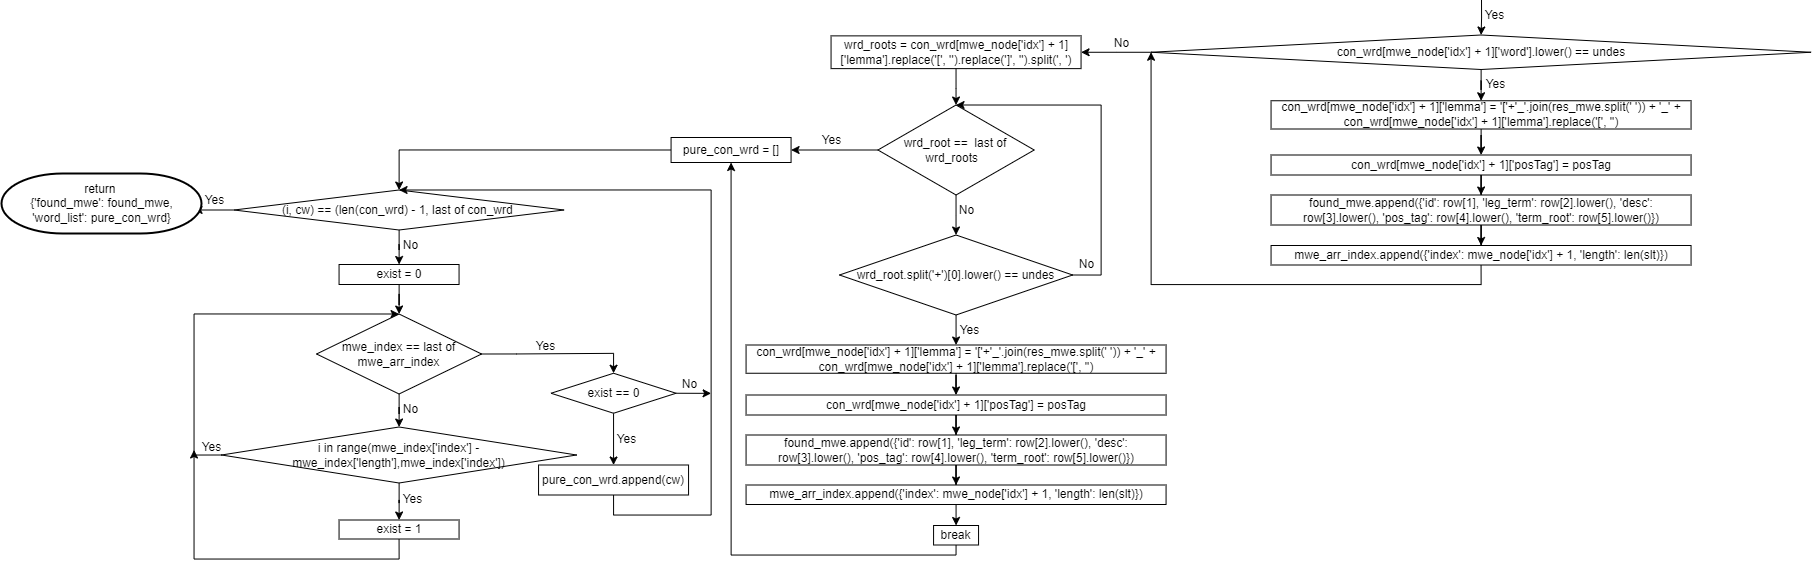 Yes
con_wrd[mwe_node['idx'] + 1]['word'].lower() == undes
No
wrd_roots = con_wrd[mwe_node['idx'] + 1]
['lemma'].replace('[', '').replace(']', '').split(', ')
Yes
con_wrd[mwe_node['idx'] + 1]['lemma'] = '['+'_'.join(res_mwe.split(' ')) + '_' +
con_wrd[mwe_node['idx'] + 1]['lemma'].replace('[', '')
con_wrd[mwe_node['idx'] + 1]['posTag'] = posTag
found_mwe.append({'id': row[1], 'leg_term': row[2].lower(), 'desc':
row[3].lower(), 'pos_tag': row[4].lower(), 'term_root': row[5].lower()})
mwe_arr_index.append({'index': mwe_node['idx'] + 1, 'length': len(slt)})
wrd_root == last of
wrd_roots
Yes
pure_con_wrd = []
No
wrd_root.split('+')[0].lower() == undes
No
Yes
con_wrd[mwe_node['idx'] + 1]['lemma'] = '['+'_'.join(res_mwe.split(' ')) + '_' +
con_wrd[mwe_node['idx'] + 1]['lemma'].replace('[', '')
con_wrd[mwe_node['idx'] + 1]['posTag'] = posTag
found_mwe.append({'id': row[1], 'leg_term': row[2].lower(), 'desc':
row[3].lower(), 'pos_tag': row[4].lower(), 'term_root': row[5].lower()})
mwe_arr_index.append({'index': mwe_node['idx'] + 1, 'length': len(slt)})
break
(i, cw) == (len(con_wrd) - 1, last of con_wrd
Yes
return
{'found_mwe': found_mwe,
'word_list': pure_con_wrd}
No
exist = 0
mwe_index == last of
mwe_arr_index
Yes
exist == 0
No
Yes
pure_con_wrd.append(cw)
No
i in range(mwe_index['index'] -
mwe_index['length'],mwe_index['index'])
Yes
Yes
exist = 1